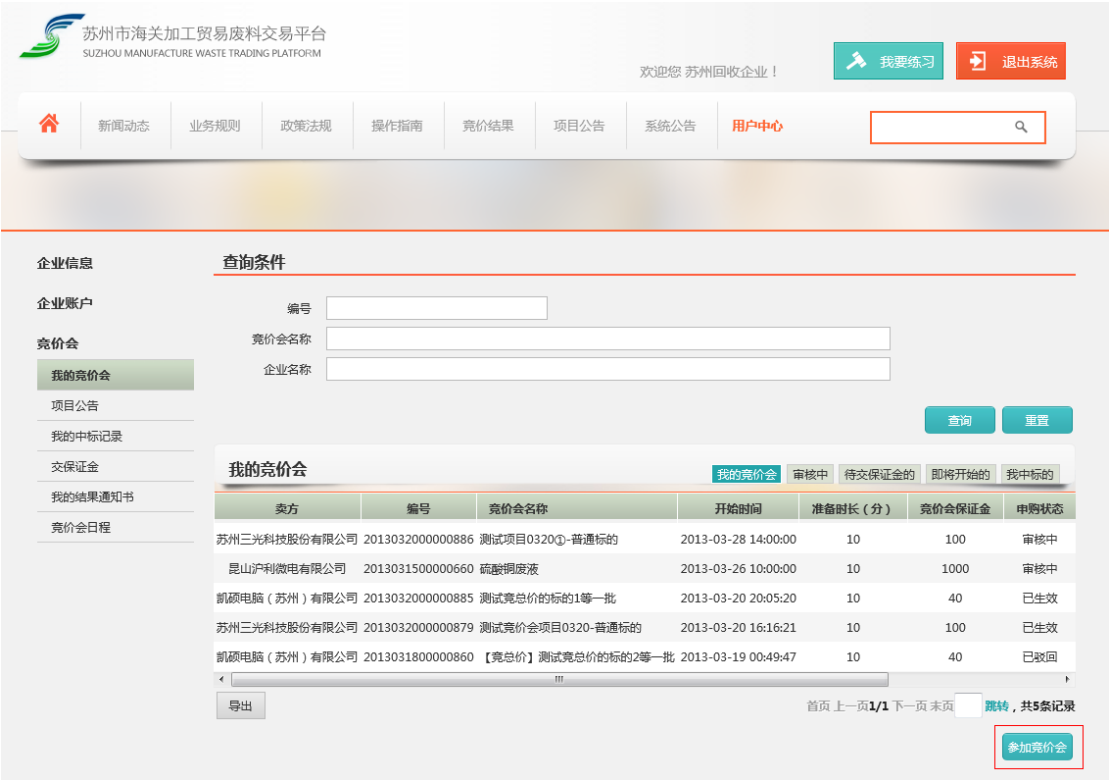 苏州市海关加工贸易废料交易平台
SUZHOU MANUFACTURE WASTE TRADING PLATFORM
欢迎您 苏州回收企业！
我要练习
退出系统
新闻动态 业务规则 政策法规 操作指南 竞价结果 项目公告 系统公告 用户中心
企业信息
企业账户
竞价会
我的竞价会
项目公告
我的中标记录
交保证金
我的结果通知书
竞价会日程
查询条件
编号
竞价会名称
企业名称
查询 重置
我的竞价会
我的竞价会 审核中 待交保证金的 即将开始的 我中标的
卖方 编号 竞价会名称 开始时间 准备时长（分） 竞价会保证金 申购状态
苏州三光科技股份有限公司 2013032000000886 测试项目0320①-普通标的 2013-03-28 14:00:00 10 100 审核中
昆山沪利微电有限公司 2013031500000660 硫酸铜废液 2013-03-26 10:00:00 10 1000 审核中
凯硕电脑（苏州）有限公司 2013032000000885 测试竞总价的标的1等一批 2013-03-20 20:05:20 10 40 已生效
苏州三光科技股份有限公司 2013032000000879 测试竞价会项目0320-普通标的 2013-03-20 16:16:21 10 100 已生效
凯硕电脑（苏州）有限公司 2013031800000860 【竞总价】测试竞总价的标的2等一批 2013-03-19 00:49:47 10 40 已驳回
导出
首页 上一页1/1 下一页 末页 跳转，共5条记录
参加竞价会